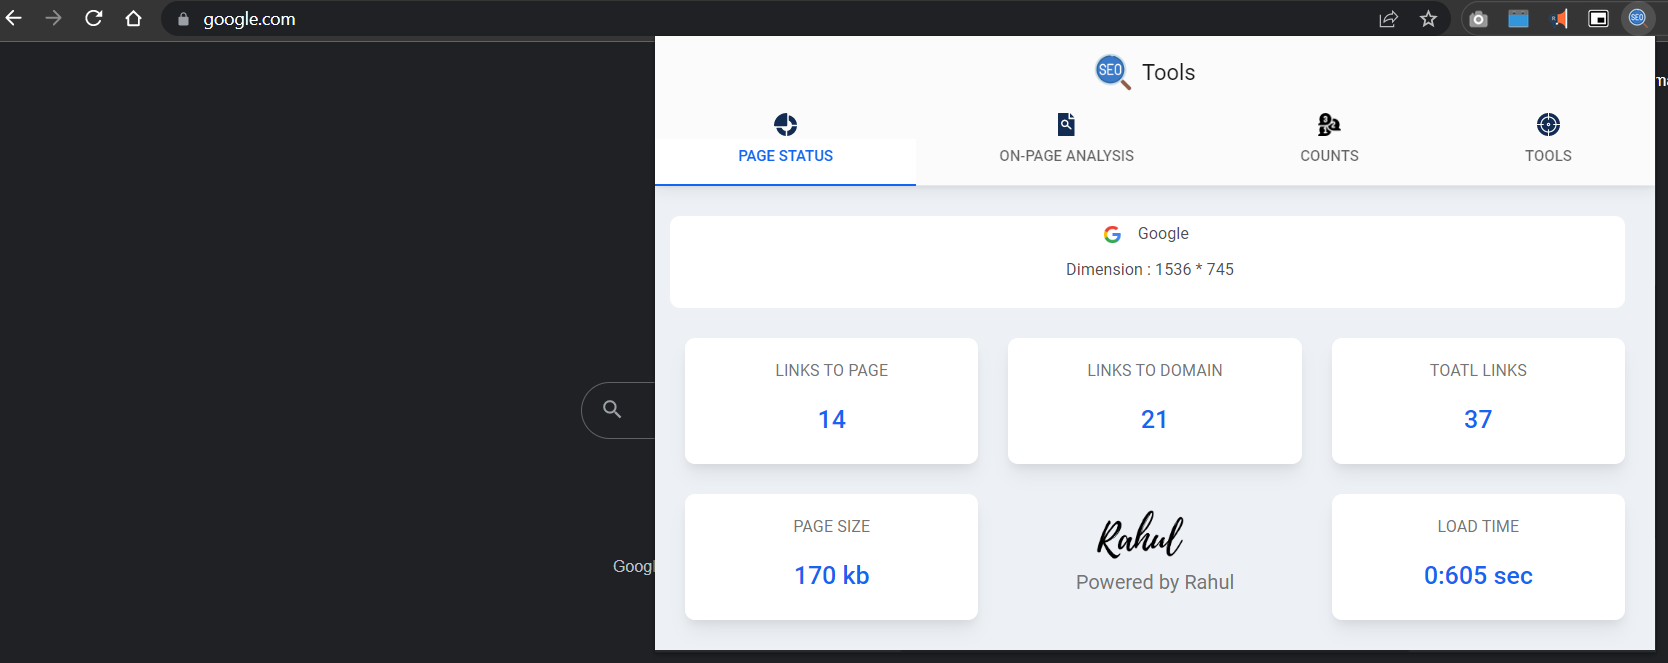 google.com
SEO
SEO Tools
PAGE STATUS
ON-PAGE ANALYSIS
COUNTS
TOOLS
Google
Dimension : 1536 * 745
LINKS TO PAGE
14
LINKS TO DOMAIN
21
TOATL LINKS
37
PAGE SIZE
170 kb
Rahul
Powered by Rahul
LOAD TIME
0:605 sec